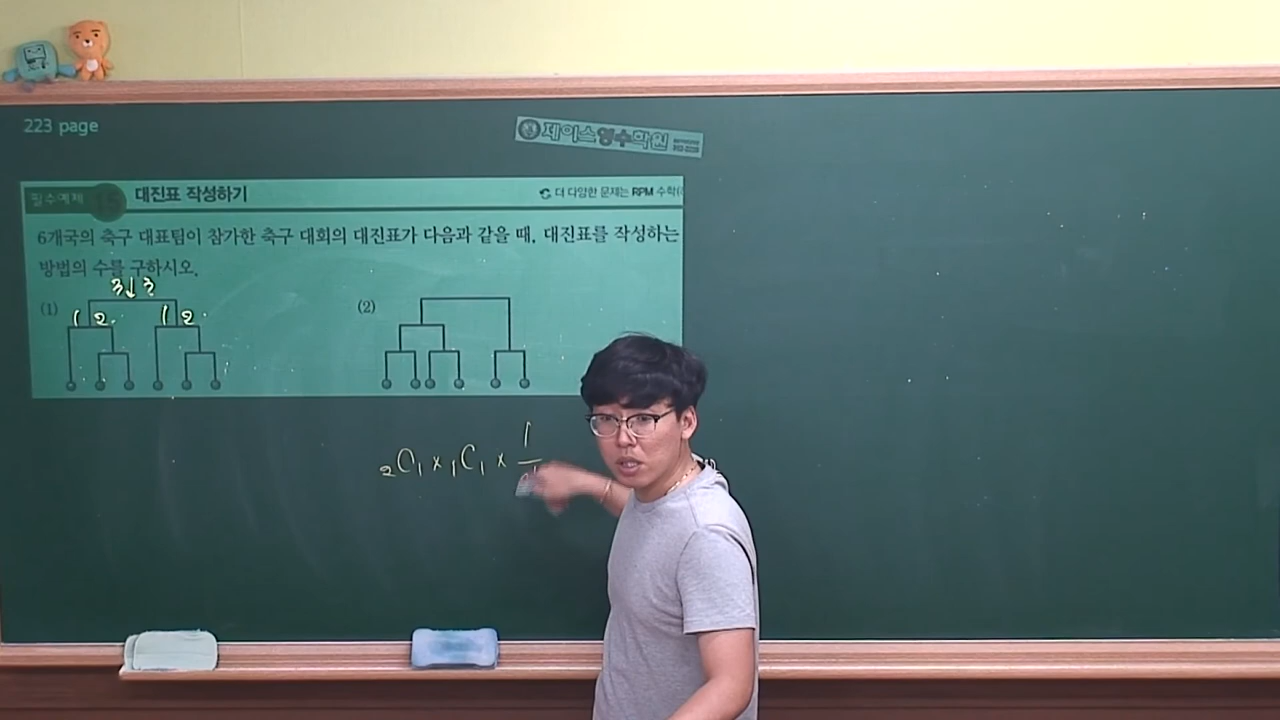 223 page
제이스영수학원
필수예제 대진표 작성하기 더 다양한 문제는 RPM 수학
6개국의 축구 대표팀이 참가한 축구 대회의 대진표가 다음과 같을 때, 대진표를 작성하는
방법의 수를 구하시오.
3↓3
(1) 1 2 1 2 (2)
₂C₁ × ₁C₁ × 1